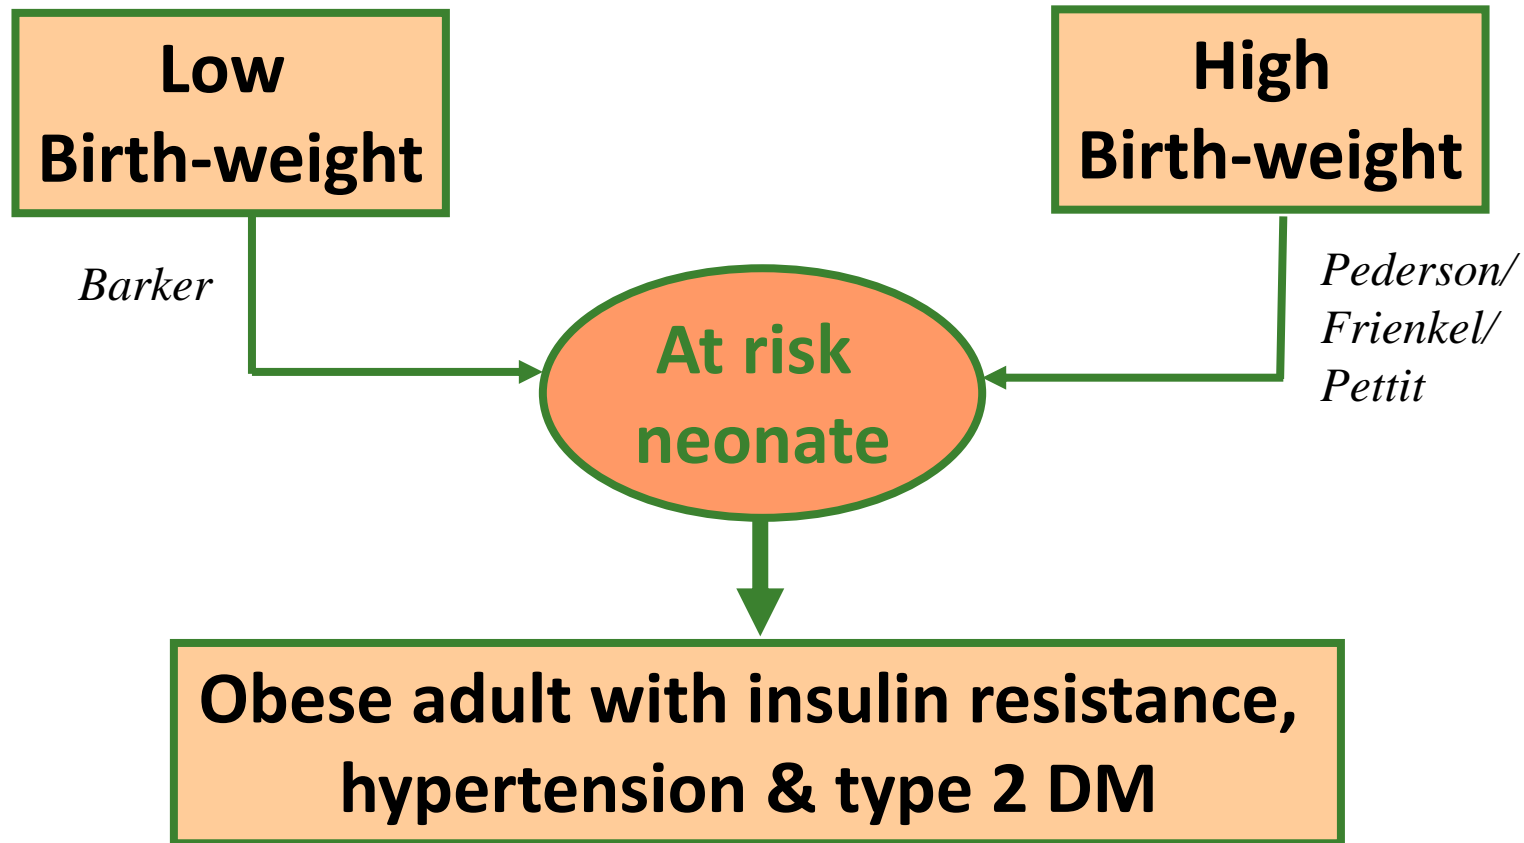 Low
Birth-weight
High
Birth-weight
Barker
Pederson/
Frienkel/
Pettit
At risk
neonate
Obese adult with insulin resistance,
hypertension & type 2 DM